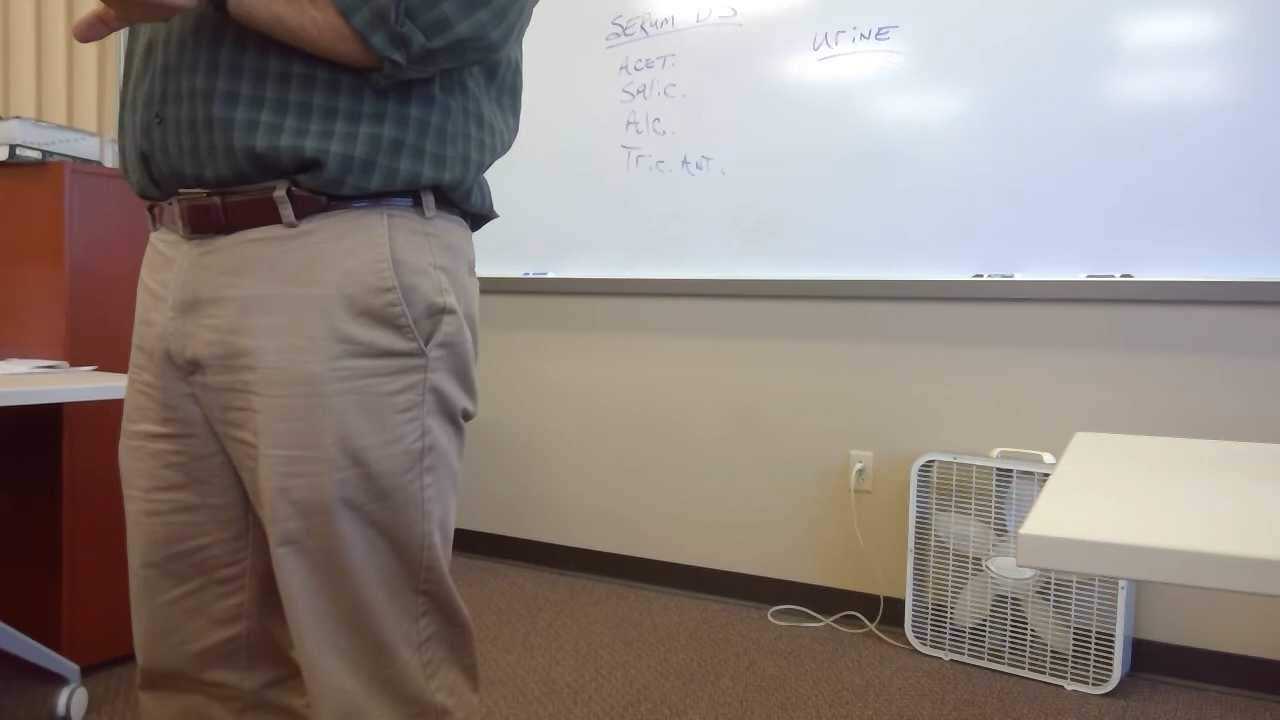 SERUM DS
URINE
ACET.
Salic.
Alc.
Tric. Ant.